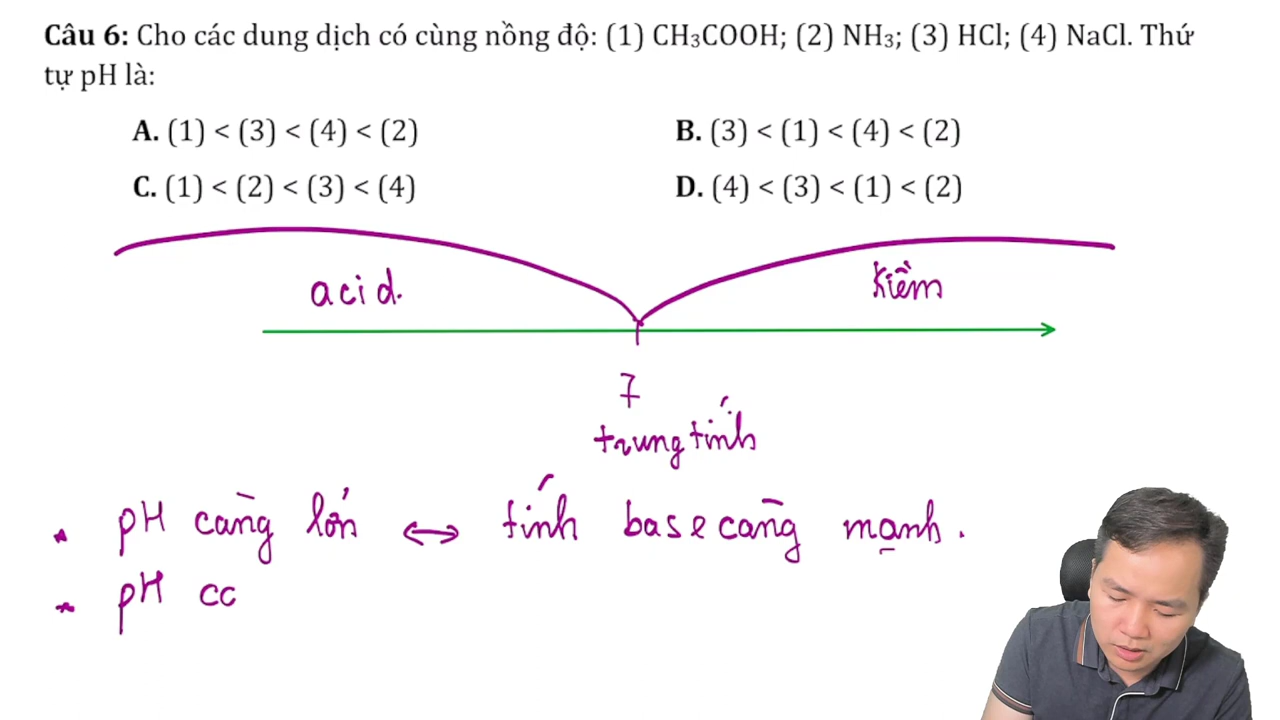 Câu 6: Cho các dung dịch có cùng nồng độ: (1) CH₃COOH; (2) NH₃; (3) HCl; (4) NaCl. Thứ
tự pH là:
A. (1) < (3) < (4) < (2)
B. (3) < (1) < (4) < (2)
C. (1) < (2) < (3) < (4)
D. (4) < (3) < (1) < (2)
acid.
kiềm
7
trung tính
* pH càng lớn ↔ tính base càng mạnh.
* pH cc